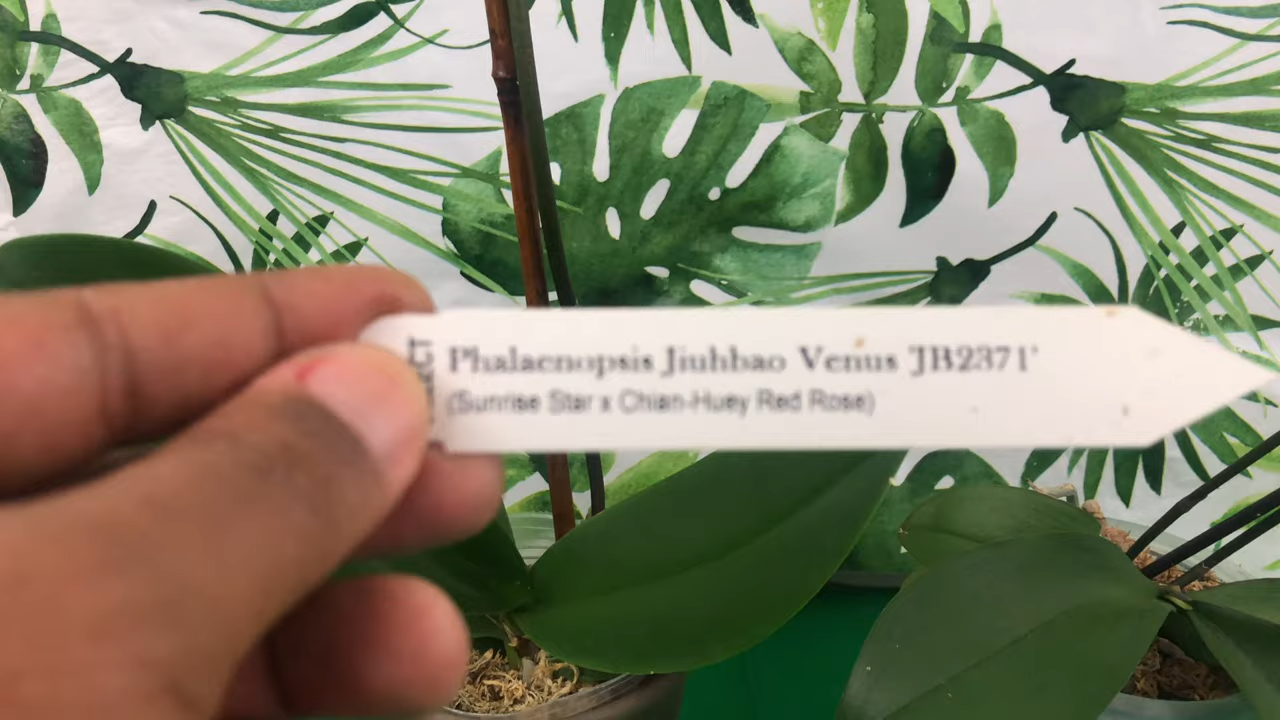 Phalaenopsis Jiuhbao Venus 'JB2371'
(Sunrise Star x Chian-Huey Red Rose)